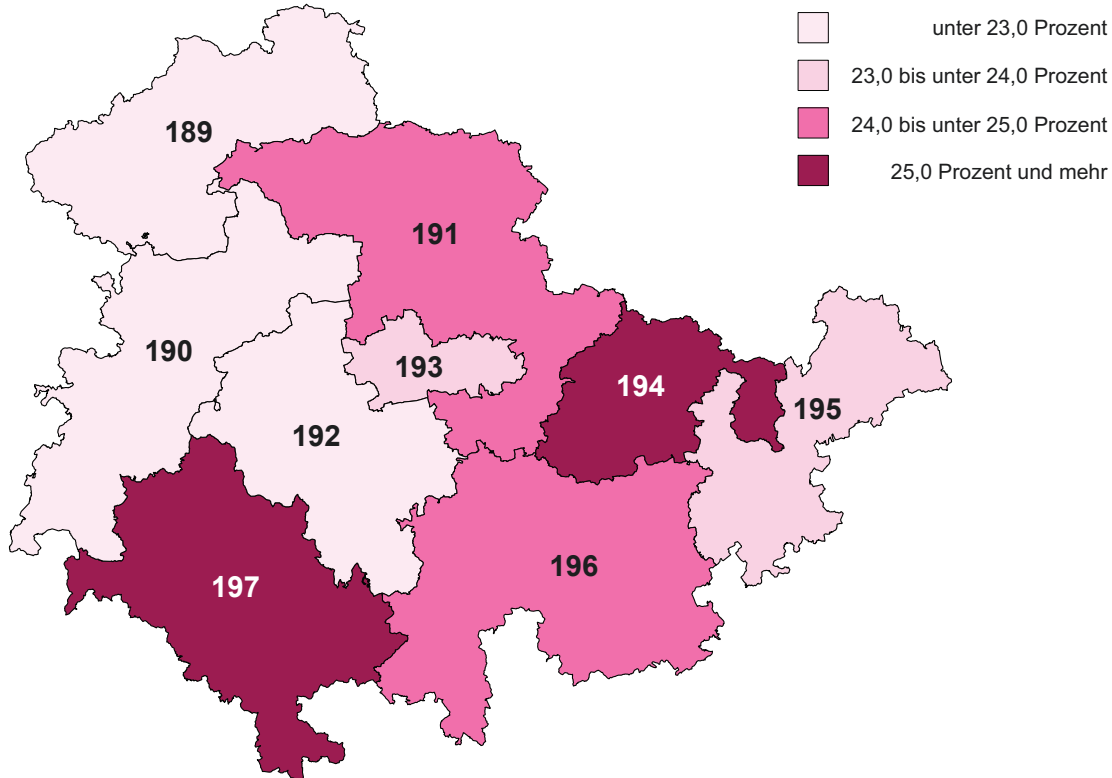 unter 23,0 Prozent
23,0 bis unter 24,0 Prozent
24,0 bis unter 25,0 Prozent
25,0 Prozent und mehr
189
191
190
193
194
195
192
196
197